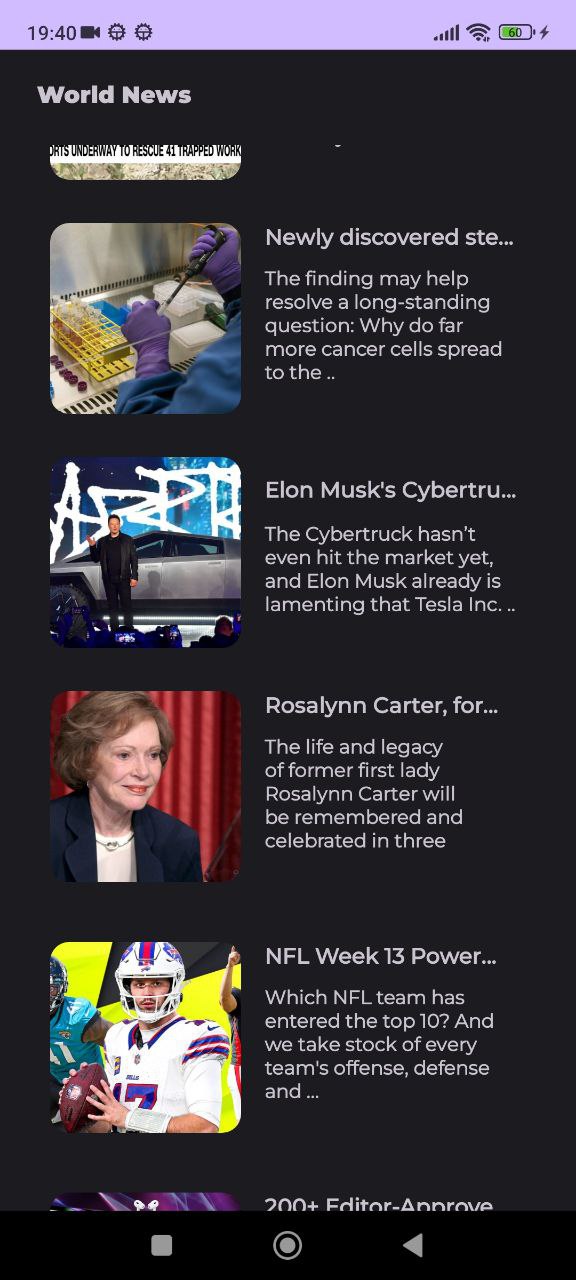 19:40
60
World News
ORTS UNDERWAY TO RESCUE 41 TRAPPED WORK
Newly discovered ste...
The finding may help
resolve a long-standing
question: Why do far
more cancer cells spread
to the ..
Elon Musk's Cybertru...
The Cybertruck hasn't
even hit the market yet,
and Elon Musk already is
lamenting that Tesla Inc. ..
Rosalynn Carter, for...
The life and legacy
of former first lady
Rosalynn Carter will
be remembered and
celebrated in three
NFL Week 13 Power...
Which NFL team has
entered the top 10? And
we take stock of every
team's offense, defense
and ...
BILLS
17
200+ Editor-Approve